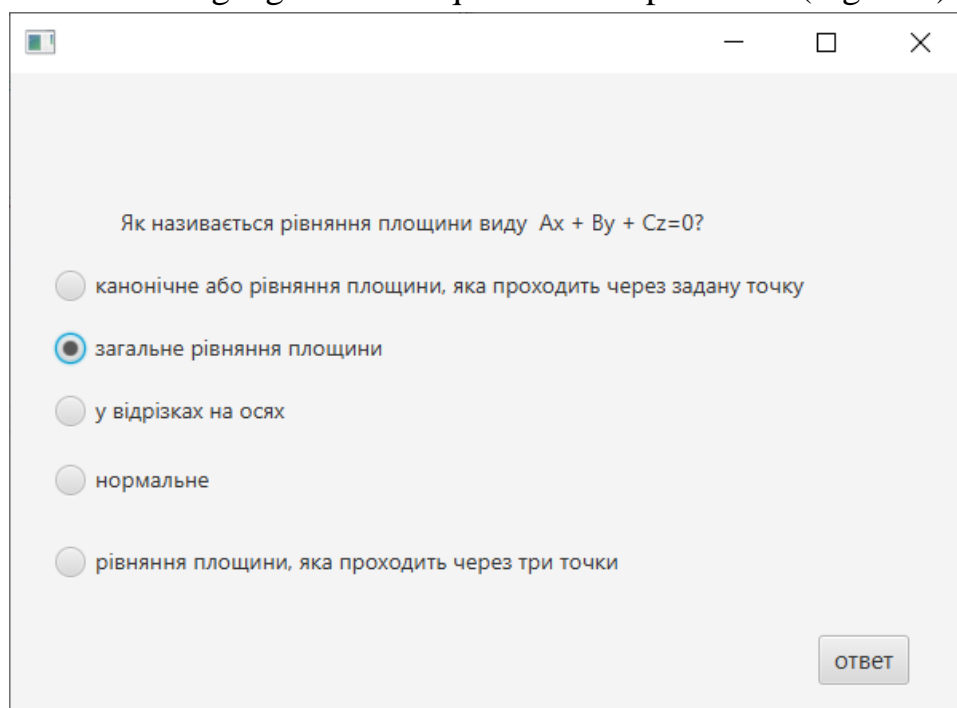 Як називається рівняння площини виду Ax + By + Cz=0?
канонічне або рівняння площини, яка проходить через задану точку
загальне рівняння площини
у відрізках на осях
нормальне
рівняння площини, яка проходить через три точки
ответ